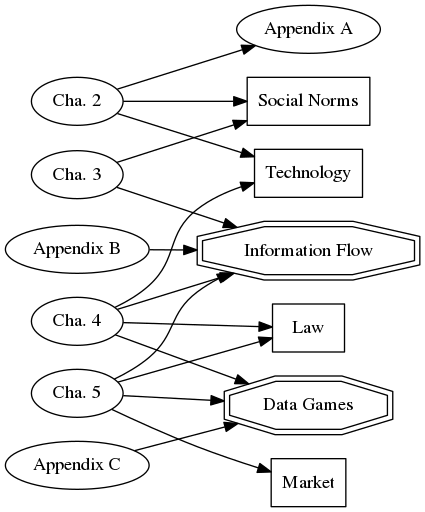 Appendix A
Cha. 2
Social Norms
Cha. 3
Technology
Appendix B
Information Flow
Cha. 4
Law
Cha. 5
Data Games
Appendix C
Market